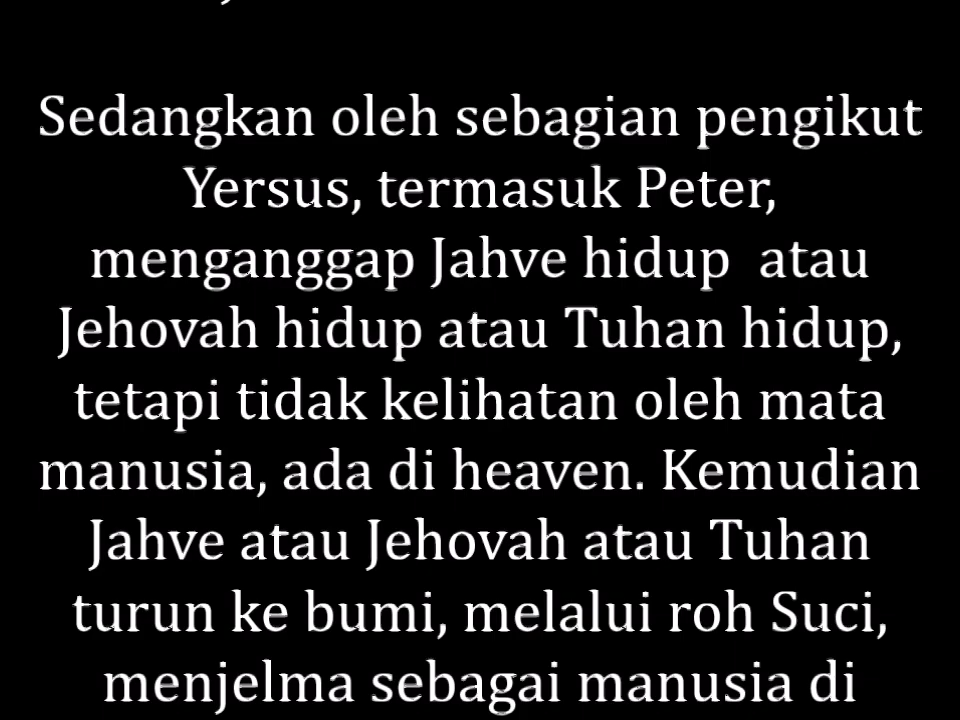 Sedangkan oleh sebagian pengikut
Yersus, termasuk Peter,
menganggap Jahve hidup  atau
Jehovah hidup atau Tuhan hidup,
tetapi tidak kelihatan oleh mata
manusia, ada di heaven. Kemudian
Jahve atau Jehovah atau Tuhan
turun ke bumi, melalui roh Suci,
menjelma sebagai manusia di